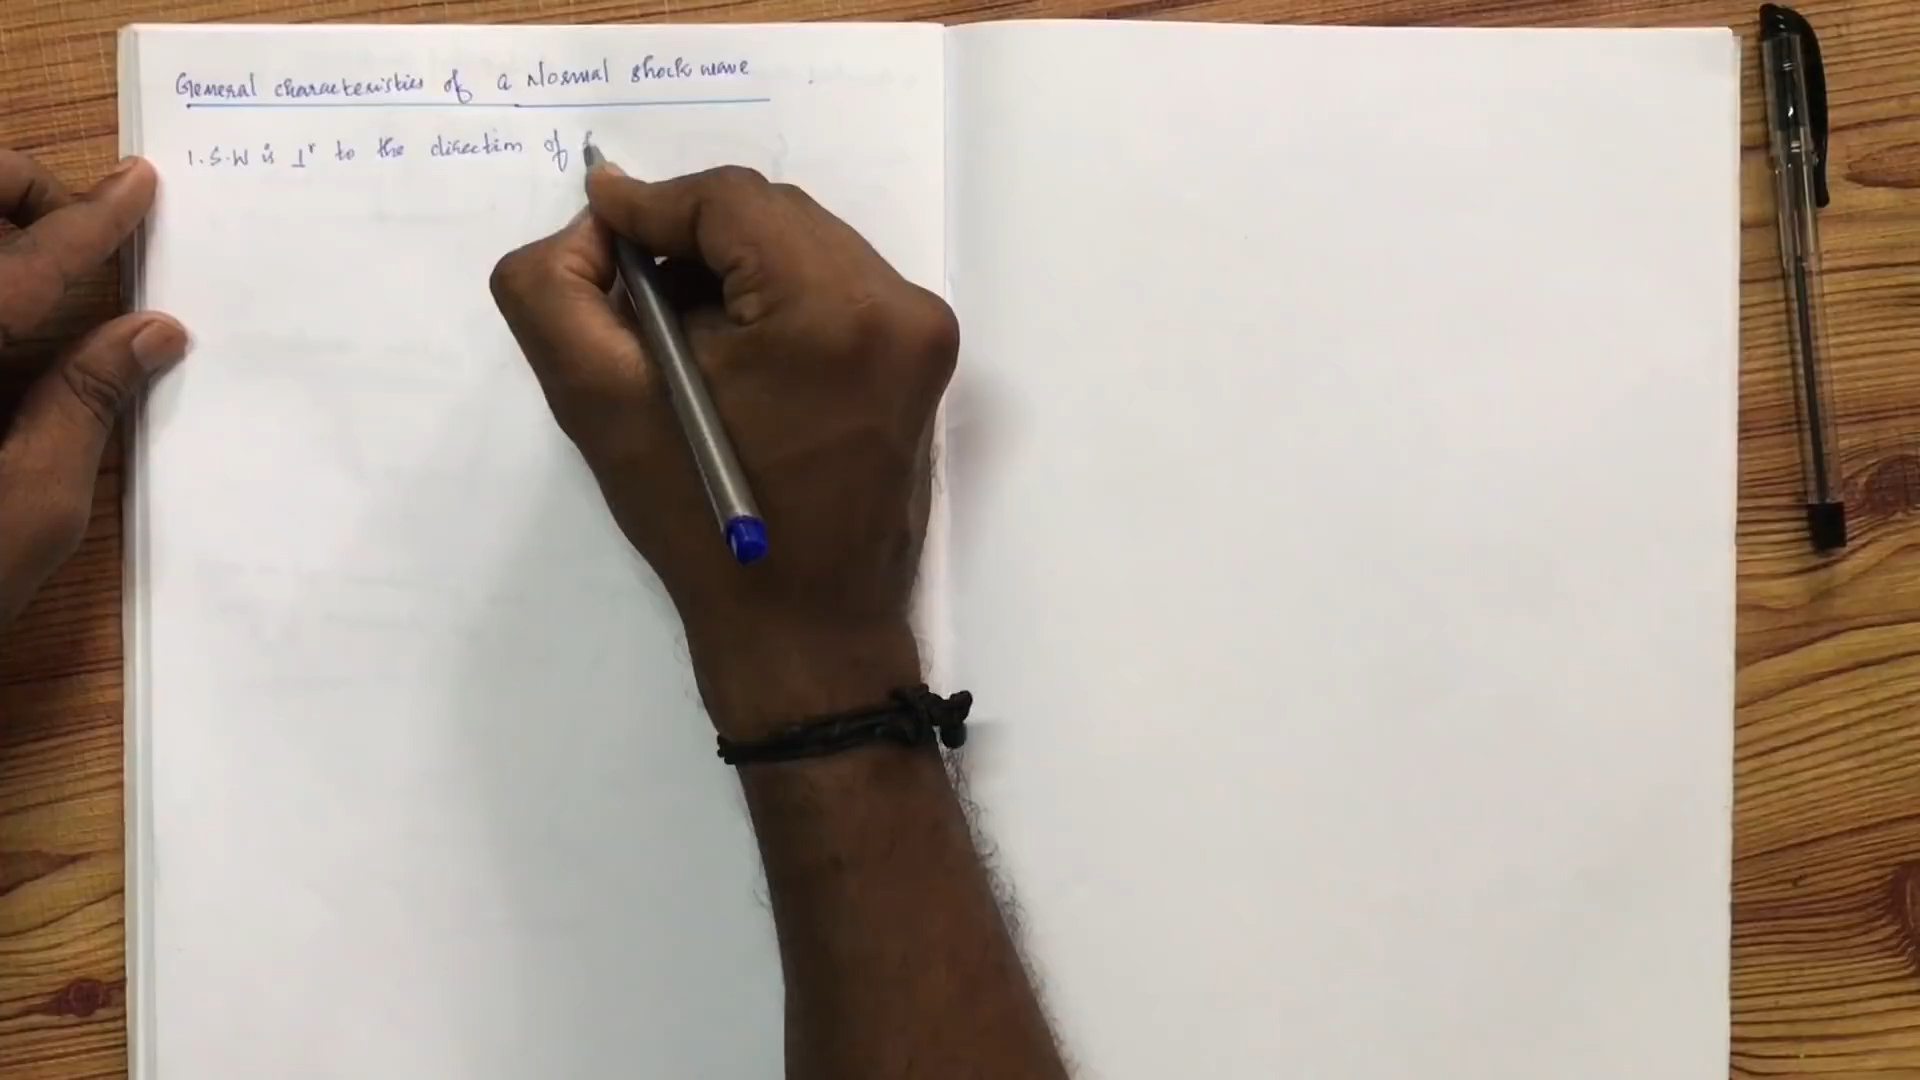 General characteristics of a Normal shock wave
1. S.W is ⊥r to the direction of f